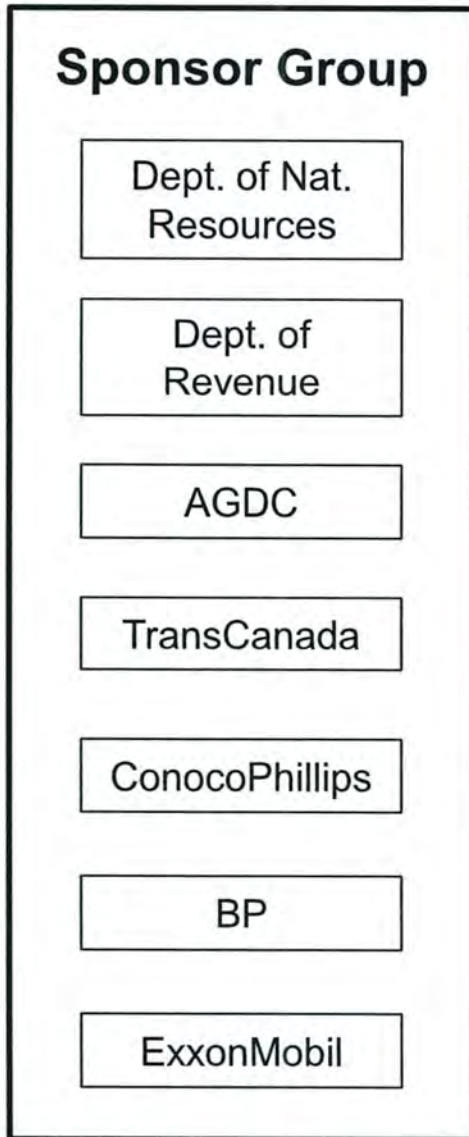 Sponsor Group
Dept. of Nat.
Resources
Dept. of
Revenue
AGDC
TransCanada
ConocoPhillips
BP
ExxonMobil